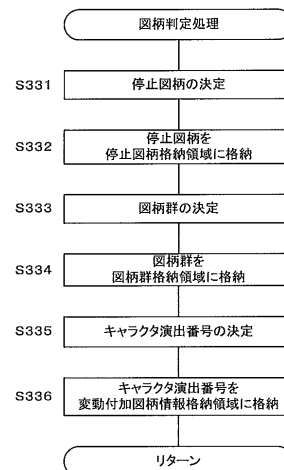 図柄判定処理
S331
停止図柄の決定
S332
停止図柄を
停止図柄格納領域に格納
S333
図柄群の決定
S334
図柄群を
図柄群格納領域に格納
S335
キャラクタ演出番号の決定
S336
キャラクタ演出番号を
変動付加図柄情報格納領域に格納
リターン